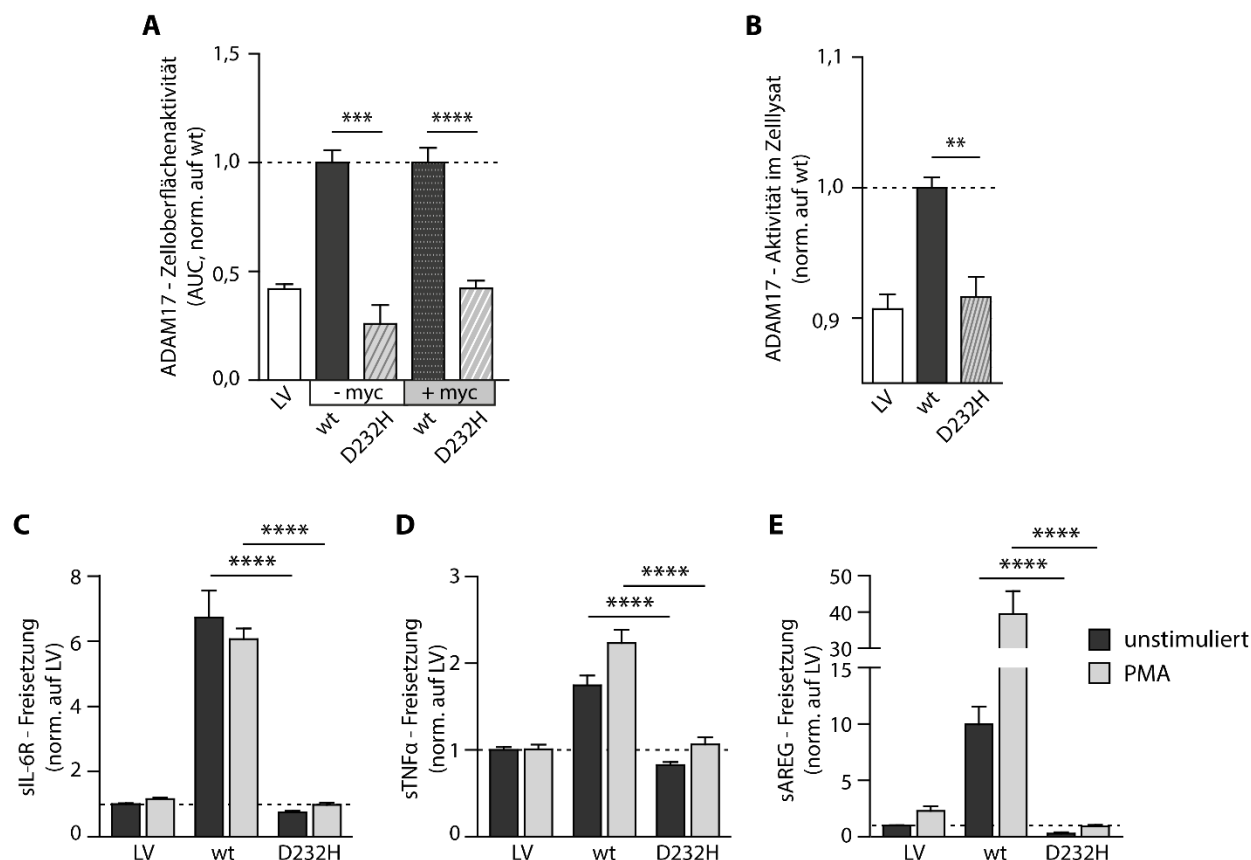 A
ADAM17 - Zelloberflächenaktivität
(AUC, norm. auf wt)
1,5
1,0
0,5
0,0
***
****
LV
- myc
+ myc
wt
D232H
wt
D232H
B
ADAM17 - Aktivität im Zelllysat
(norm. auf wt)
1,1
1,0
0,9
**
LV
wt
D232H
C
sIL-6R - Freisetzung
(norm. auf LV)
8
6
4
2
1
0
****
****
LV
wt
D232H
D
sTNFα - Freisetzung
(norm. auf LV)
3
2
1
0
****
****
LV
wt
D232H
E
sAREG - Freisetzung
(norm. auf LV)
50
40
30
15
10
5
1
0
****
****
LV
wt
D232H
unstimuliert
PMA